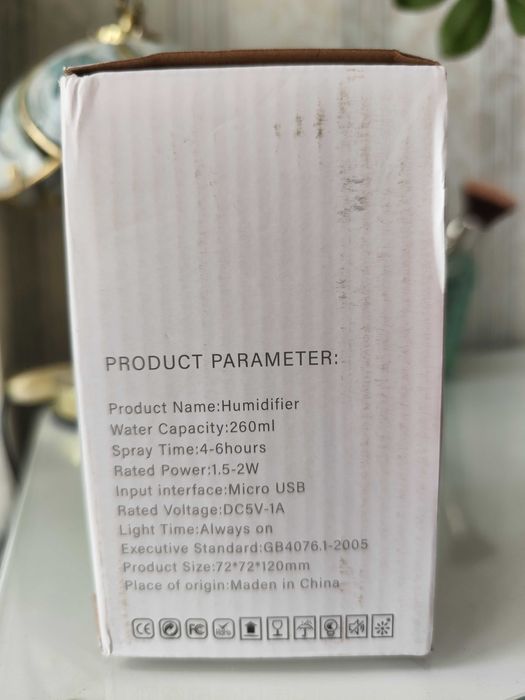 PRODUCT PARAMETER:
Product Name:Humidifier
Water Capacity:260ml
Spray Time:4-6hours
Rated Power:1.5-2W
Input interface:Micro USB
Rated Voltage:DC5V-1A
Light Time:Always on
Executive Standard:GB4076.1-2005
Product Size:72*72*120mm
Place of origin:Maden in China
CE FC